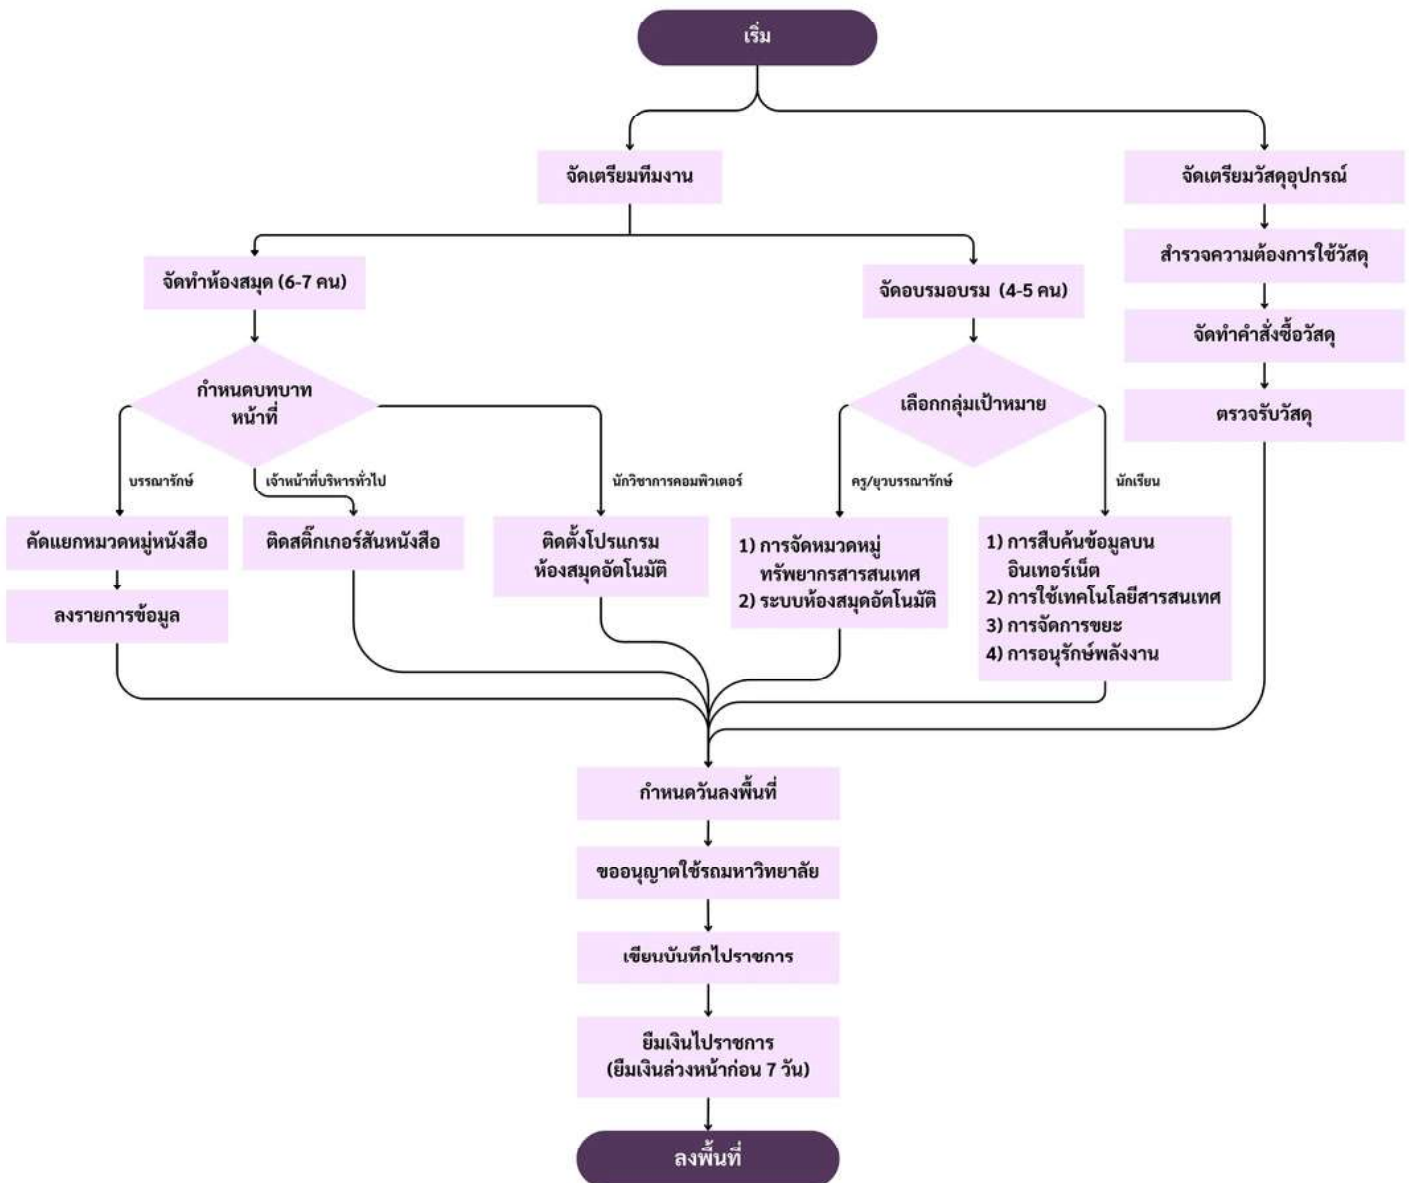 เริ่ม
จัดเตรียมทีมงาน
จัดเตรียมวัสดุอุปกรณ์
จัดทำห้องสมุด (6-7 คน)
จัดอบรมอบรม (4-5 คน)
สำรวจความต้องการใช้วัสดุ
จัดทำคำสั่งซื้อวัสดุ
ตรวจรับวัสดุ
กำหนดบทบาท
หน้าที่
เลือกกลุ่มเป้าหมาย
บรรณารักษ์
เจ้าหน้าที่บริหารทั่วไป
นักวิชาการคอมพิวเตอร์
ครู/ยุวบรรณารักษ์
นักเรียน
คัดแยกหมวดหมู่หนังสือ
ลงรายการข้อมูล
ติดสติ๊กเกอร์สันหนังสือ
ติดตั้งโปรแกรม
ห้องสมุดอัตโนมัติ
1) การจัดหมวดหมู่
ทรัพยากรสารสนเทศ
2) ระบบห้องสมุดอัตโนมัติ
1) การสืบค้นข้อมูลบน
อินเทอร์เน็ต
2) การใช้เทคโนโลยีสารสนเทศ
3) การจัดการขยะ
4) การอนุรักษ์พลังงาน
กำหนดวันลงพื้นที่
ขออนุญาตใช้รถมหาวิทยาลัย
เขียนบันทึกไปราชการ
ยืมเงินไปราชการ
(ยืมเงินล่วงหน้าก่อน 7 วัน)
ลงพื้นที่